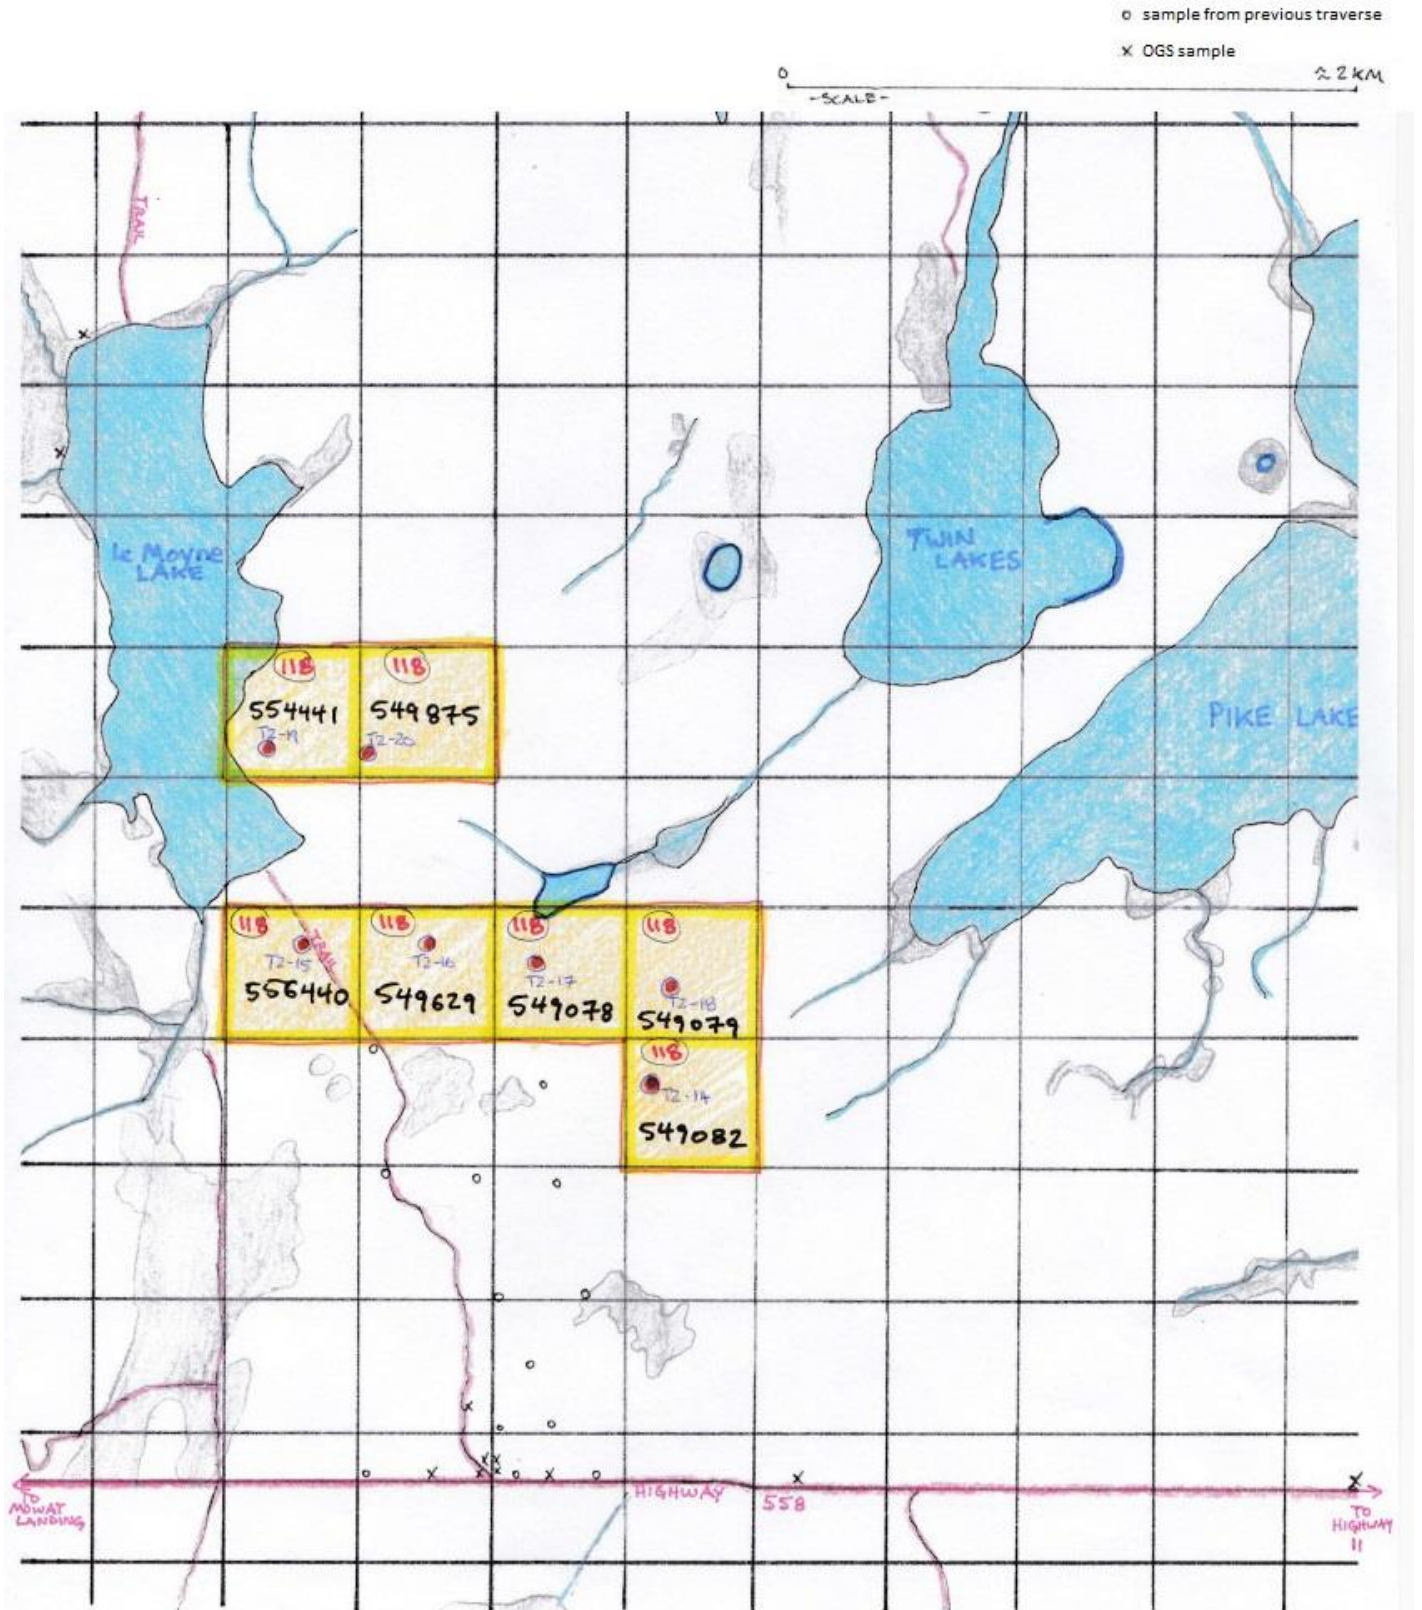 o sample from previous traverse
x OGS sample
0 ≈ 2 KM
-SCALE-
TRAIL
le Moyne
LAKE
TWIN
LAKES
PIKE LAKE
118 118
554441 549875
T2-19 T2-20
118 118 118 118
T2-15 T2-16 T2-17 T2-18
TRAIL
556440 549629 549078 549079
118
T2-14
549082
HIGHWAY 558
TO
MOWAT
LANDING
TO
HIGHWAY
11